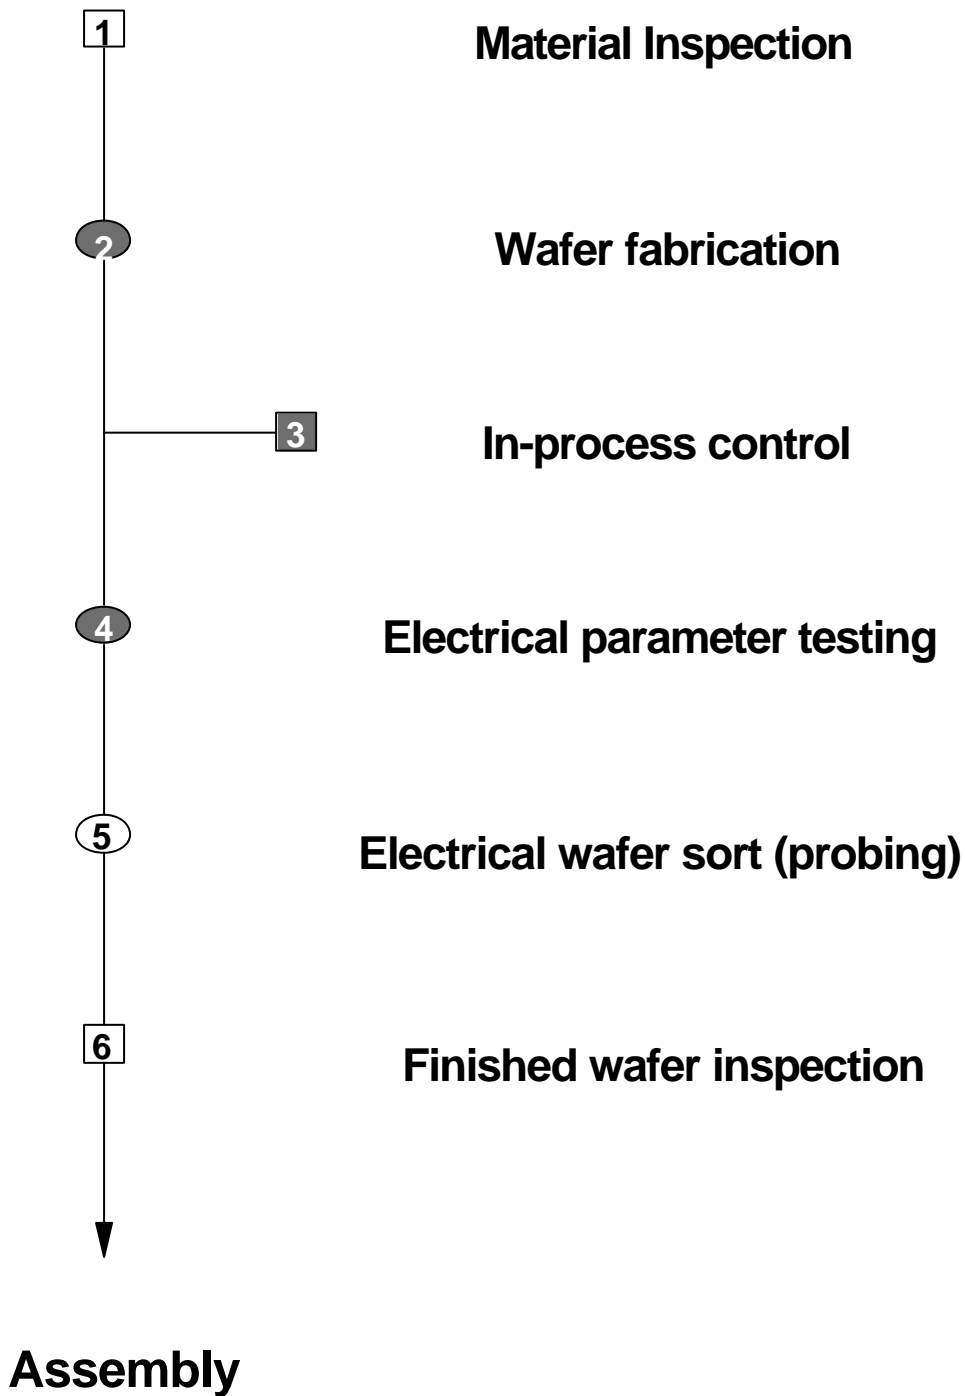 1 Material Inspection
2 Wafer fabrication
3 In-process control
4 Electrical parameter testing
5 Electrical wafer sort (probing)
6 Finished wafer inspection
Assembly